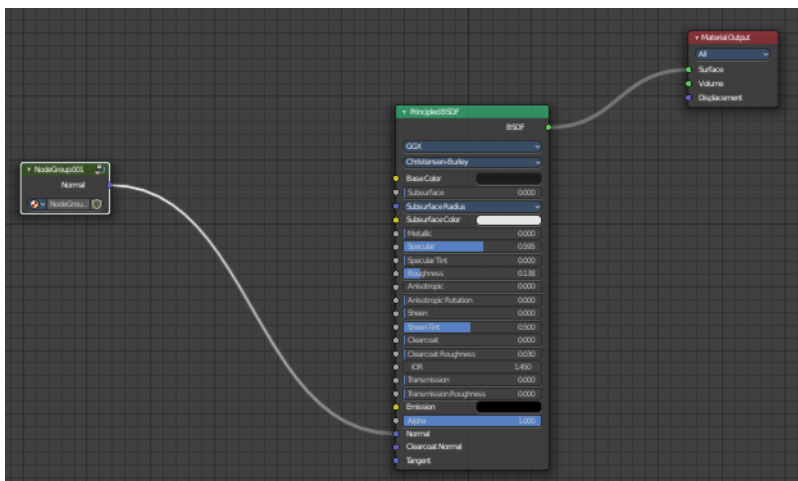 NodeGroup.001
Normal
NodeGrou...
Principled BSDF
BSDF
GGX
Christensen-Burley
Base Color
Subsurface 0.000
Subsurface Radius
Subsurface Color
Metallic 0.000
Specular 0.595
Specular Tint 0.000
Roughness 0.138
Anisotropic 0.000
Anisotropic Rotation 0.000
Sheen 0.000
Sheen Tint 0.500
Clearcoat 0.000
Clearcoat Roughness 0.030
IOR 1.450
Transmission 0.000
Transmission Roughness 0.000
Emission
Alpha 1.000
Normal
Clearcoat Normal
Tangent
Material Output
All
Surface
Volume
Displacement